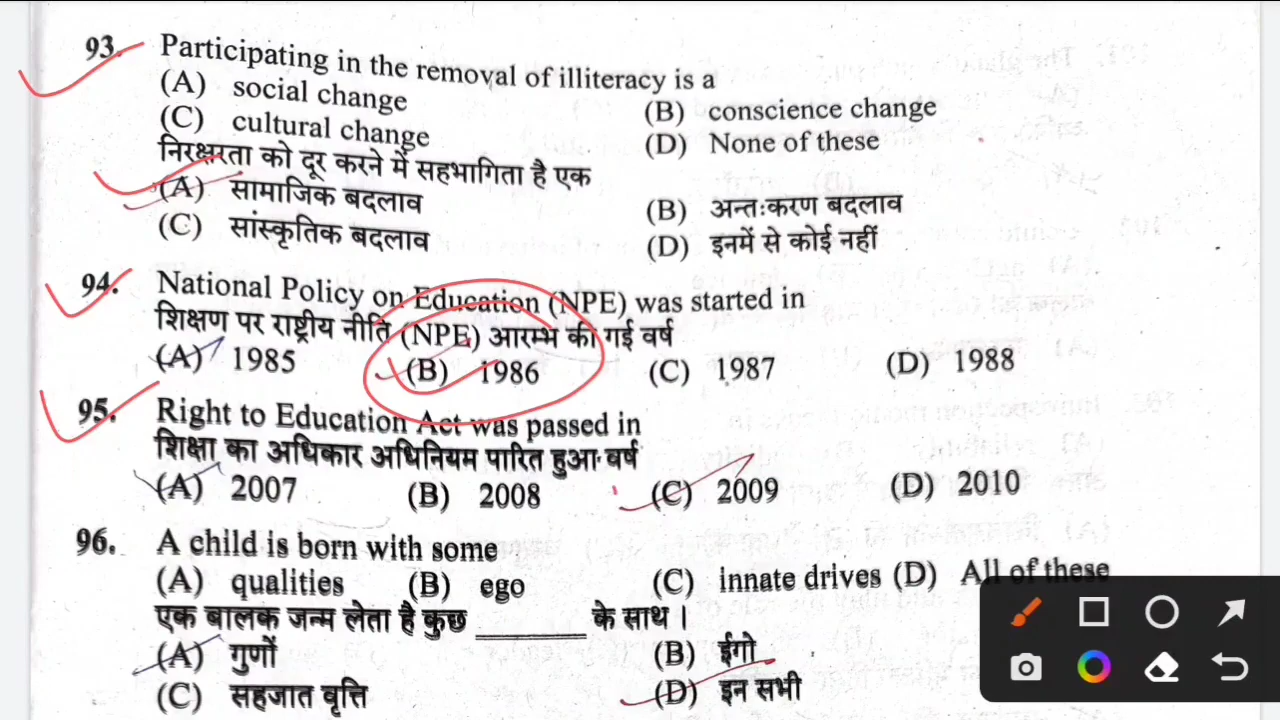 93. Participating in the removal of illiteracy is a
(A) social change (B) conscience change
(C) cultural change (D) None of these
निरक्षरता को दूर करने में सहभागिता है एक
(A) सामाजिक बदलाव (B) अन्तःकरण बदलाव
(C) सांस्कृतिक बदलाव (D) इनमें से कोई नहीं
94. National Policy on Education (NPE) was started in
शिक्षण पर राष्ट्रीय नीति (NPE) आरम्भ की गई वर्ष
(A) 1985 (B) 1986 (C) 1987 (D) 1988
95. Right to Education Act was passed in
शिक्षा का अधिकार अधिनियम पारित हुआ वर्ष
(A) 2007 (B) 2008 (C) 2009 (D) 2010
96. A child is born with some
(A) qualities (B) ego (C) innate drives (D) All of these
एक बालक जन्म लेता है कुछ ________ के साथ ।
(A) गुणों (B) ईगो
(C) सहजात वृत्ति (D) इन सभी